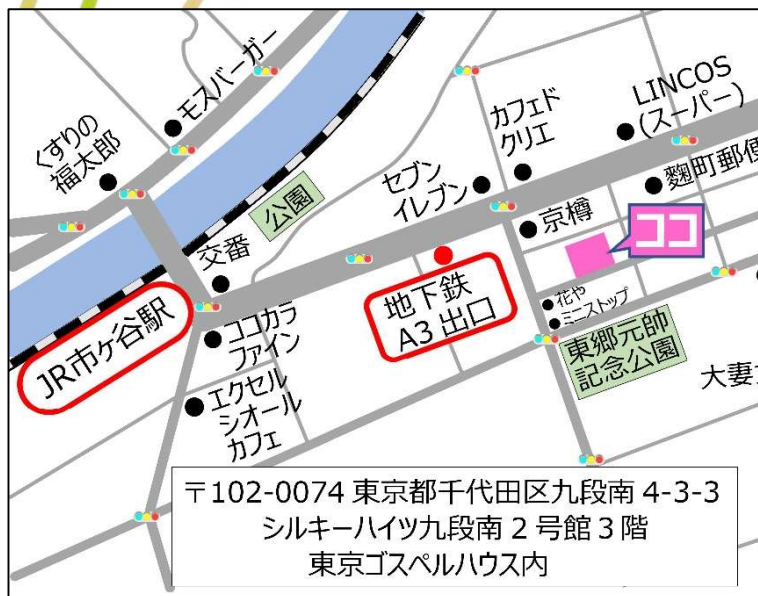 モスバーガー
くすりの
福太郎
公園
交番
JR市ヶ谷駅
ココカラ
ファイン
エクセル
シオール
カフェ
セブン
イレブン
カフェド
クリエ
LINCOS
(スーパー)
麴町郵便
京樽
ココ
地下鉄
A3 出口
花や
ミニストップ
東郷元帥
記念公園
大妻
〒102-0074 東京都千代田区九段南 4-3-3
シルキーハイツ九段南 2 号館 3 階
東京ゴスペルハウス内